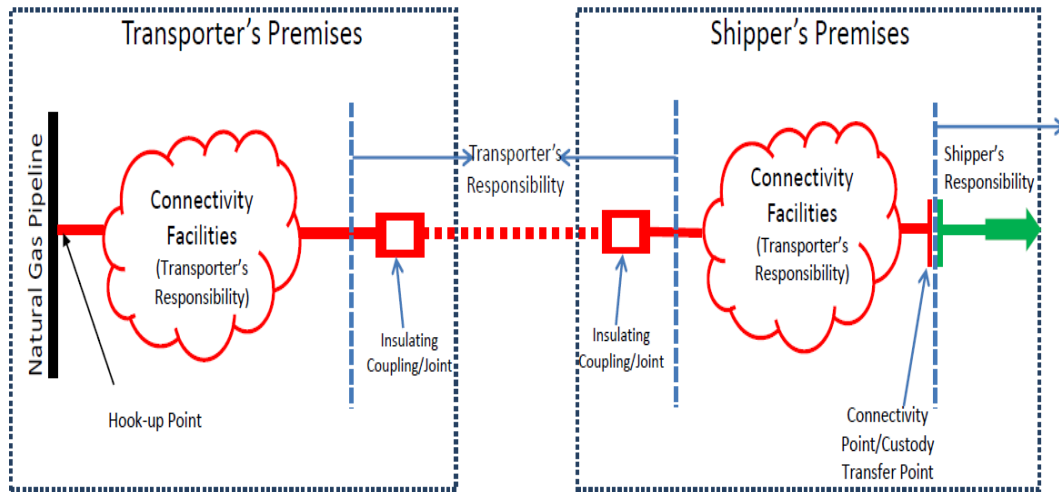 Transporter's Premises
Shipper's Premises
Natural Gas Pipeline
Connectivity
Facilities
(Transporter's
Responsibility)
Hook-up Point
Insulating
Coupling/Joint
Transporter's
Responsibility
Insulating
Coupling/Joint
Connectivity
Facilities
(Transporter's
Responsibility)
Shipper's
Responsibility
Connectivity
Point/Custody
Transfer Point